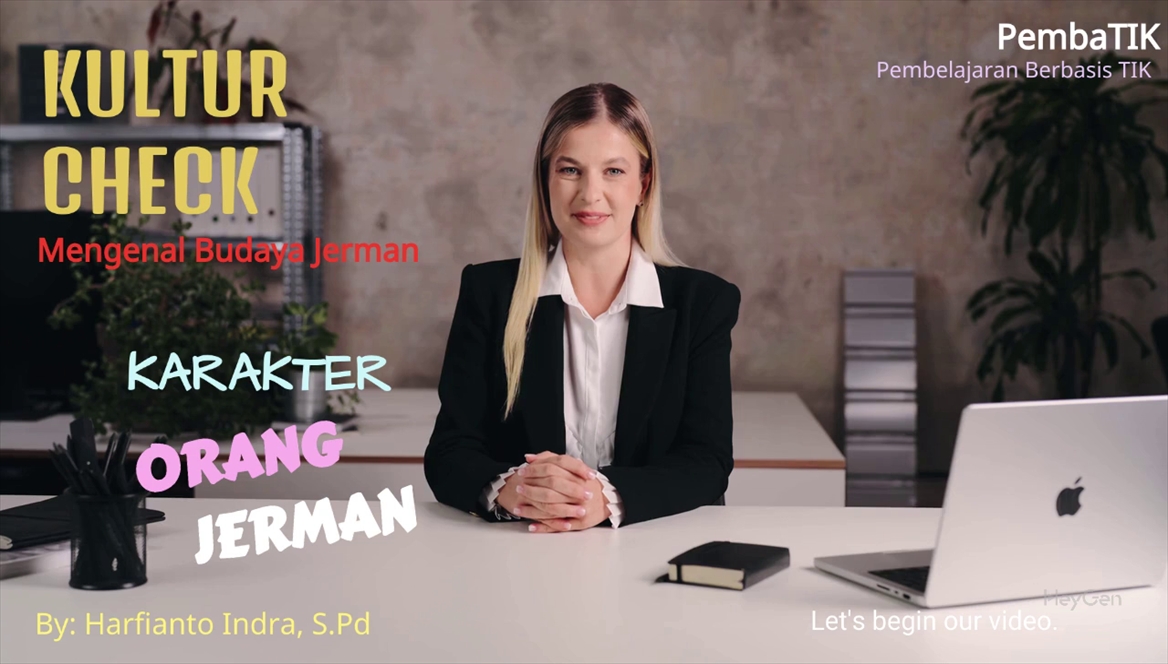 KULTUR
CHECK
Mengenal Budaya Jerman
PembaTIK
Pembelajaran Berbasis TIK
KARAKTER
ORANG
JERMAN
By: Harfianto Indra, S.Pd
HeyGen
Let's begin our video.